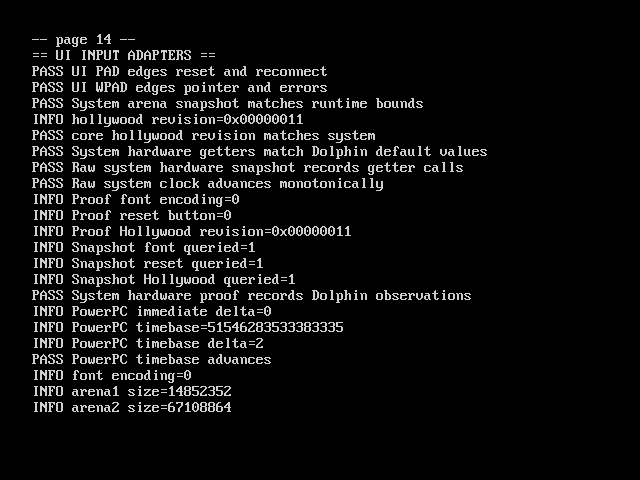 -- page 14 --
== UI INPUT ADAPTERS ==
PASS UI PAD edges reset and reconnect
PASS UI WPAD edges pointer and errors
PASS System arena snapshot matches runtime bounds
INFO hollywood revision=0x00000011
PASS core hollywood revision matches system
PASS System hardware getters match Dolphin default values
PASS Raw system hardware snapshot records getter calls
PASS Raw system clock advances monotonically
INFO Proof font encoding=0
INFO Proof reset button=0
INFO Proof Hollywood revision=0x00000011
INFO Snapshot font queried=1
INFO Snapshot reset queried=1
INFO Snapshot Hollywood queried=1
PASS System hardware proof records Dolphin observations
INFO PowerPC immediate delta=0
INFO PowerPC timebase=51546283533383335
INFO PowerPC timebase delta=2
PASS PowerPC timebase advances
INFO font encoding=0
INFO arena1 size=14852352
INFO arena2 size=67108864